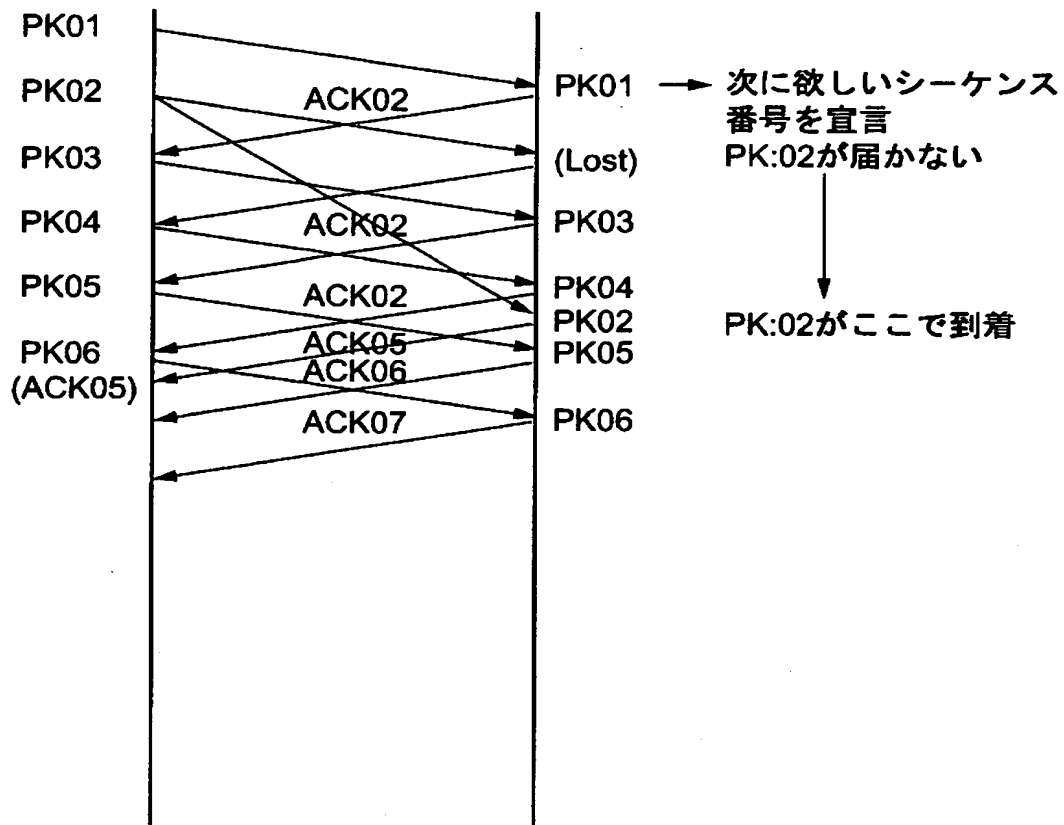 PK01
PK02
PK03
PK04
PK05
PK06
(ACK05)
ACK02
ACK02
ACK02
ACK05
ACK06
ACK07
PK01
(Lost)
PK03
PK04
PK02
PK05
PK06
次に欲しいシーケンス
番号を宣言
PK:02が届かない
PK:02がここで到着